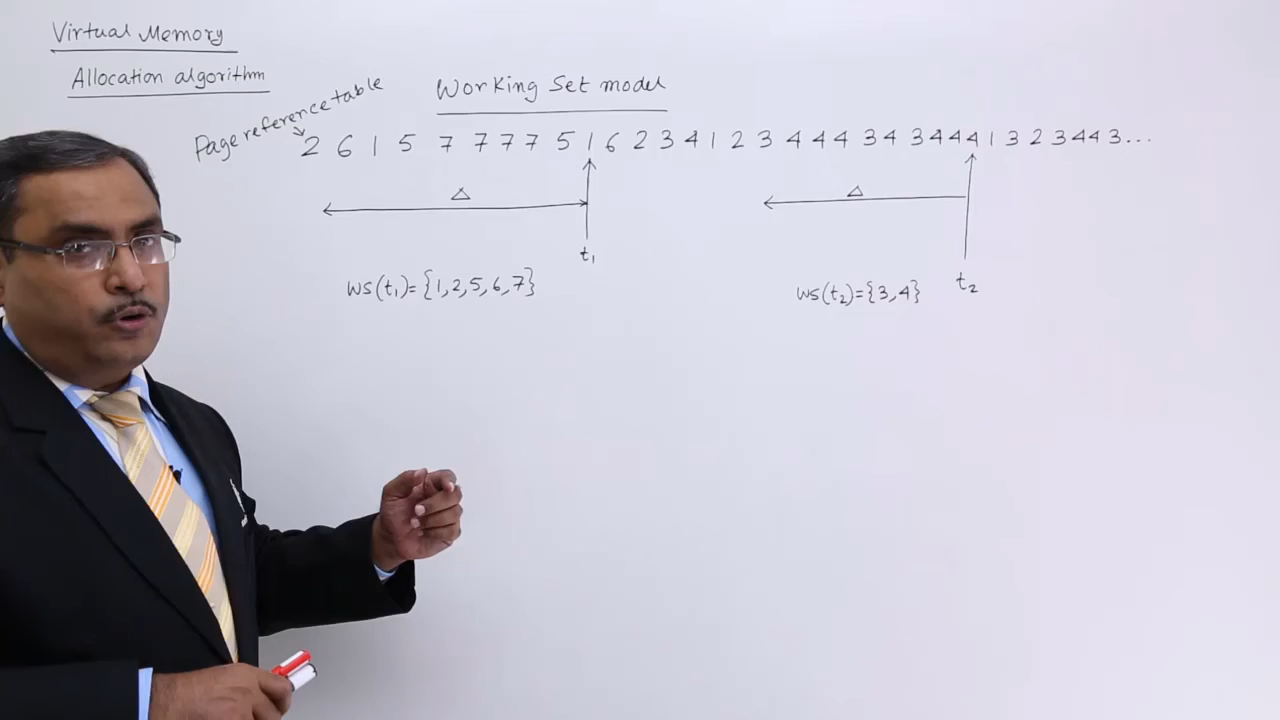 Virtual Memory
Allocation algorithm
Working Set model
Page reference table
2 6 1 5 7 7 7 7 5 1 6 2 3 4 1 2 3 4 4 4 3 4 3 4 4 4 1 3 2 3 4 4 3...
Δ
Δ
t₁
t₂
WS(t₁)={1,2,5,6,7}
WS(t₂)={3,4}